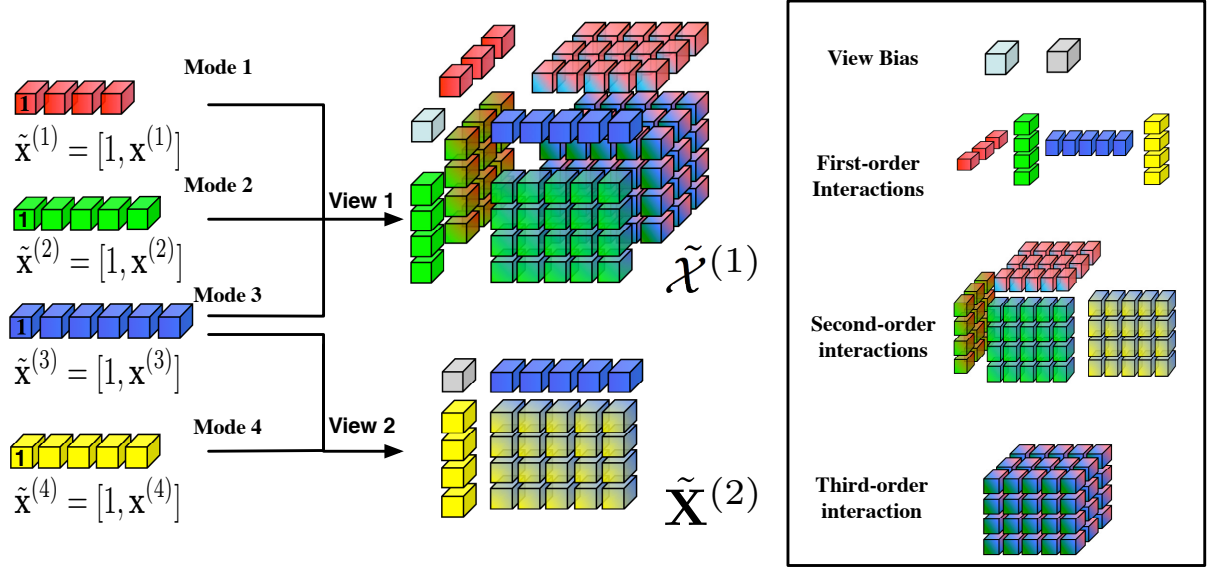 Mode 1
1
x̃^(1) = [1, x^(1)]
Mode 2
1
x̃^(2) = [1, x^(2)]
Mode 3
1
x̃^(3) = [1, x^(3)]
Mode 4
1
x̃^(4) = [1, x^(4)]
View 1
𝒳̃^(1)
View 2
X̃^(2)
View Bias
First-order
Interactions
Second-order
interactions
Third-order
interaction